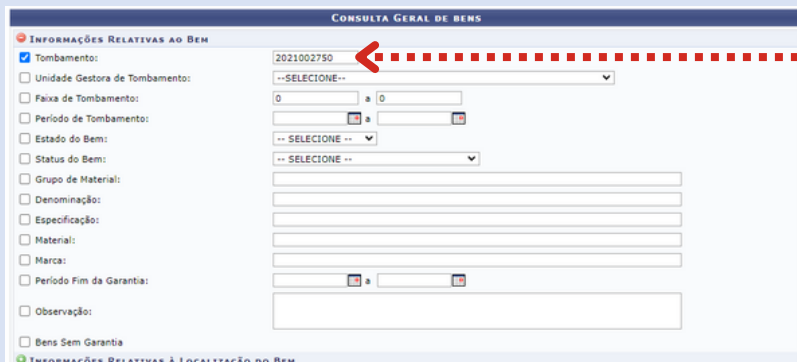 CONSULTA GERAL DE BENS
INFORMAÇÕES RELATIVAS AO BEM
Tombamento: 2021002750
Unidade Gestora de Tombamento: --SELECIONE--
Faixa de Tombamento: 0 a 0
Período de Tombamento: a
Estado do Bem: -- SELECIONE --
Status do Bem: -- SELECIONE --
Grupo de Material:
Denominação:
Especificação:
Material:
Marca:
Período Fim da Garantia: a
Observação:
Bens Sem Garantia
INFORMAÇÕES RELATIVAS À LOCALIZAÇÃO DO BEM